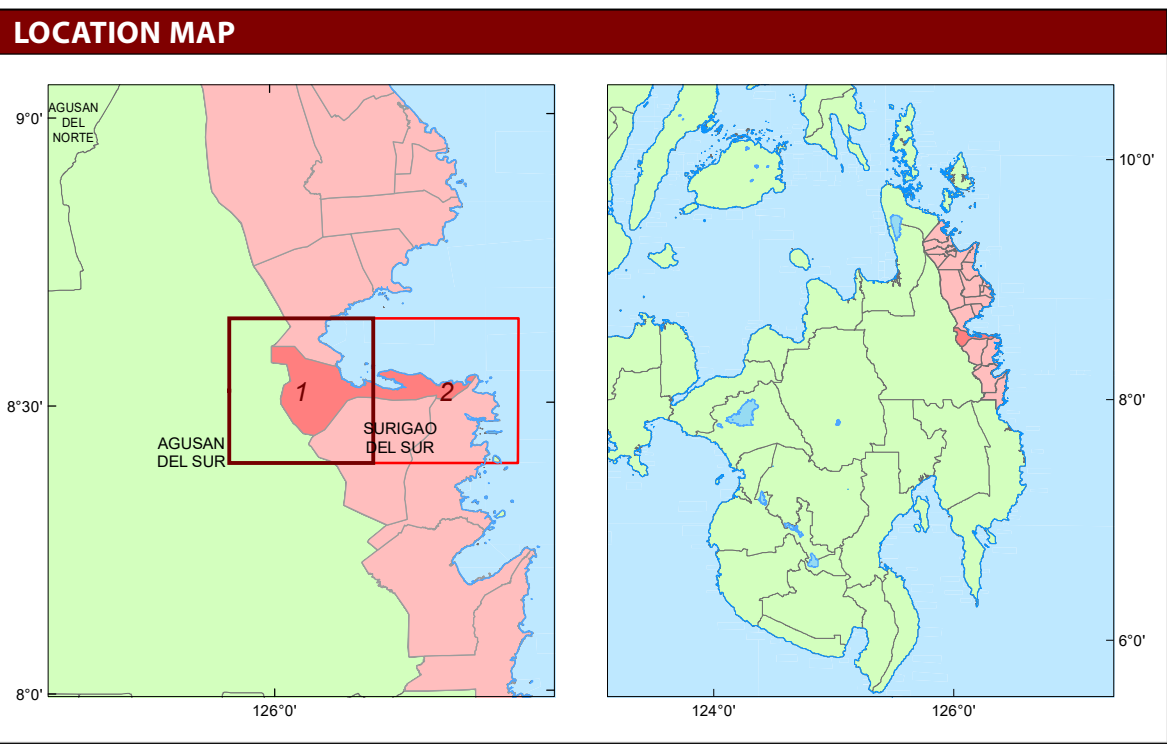 LOCATION MAP
AGUSAN
DEL
NORTE
9°0'
8°30'
8°0'
126°0'
1
2
SURIGAO
DEL SUR
AGUSAN
DEL SUR
10°0'
8°0'
6°0'
124°0'
126°0'